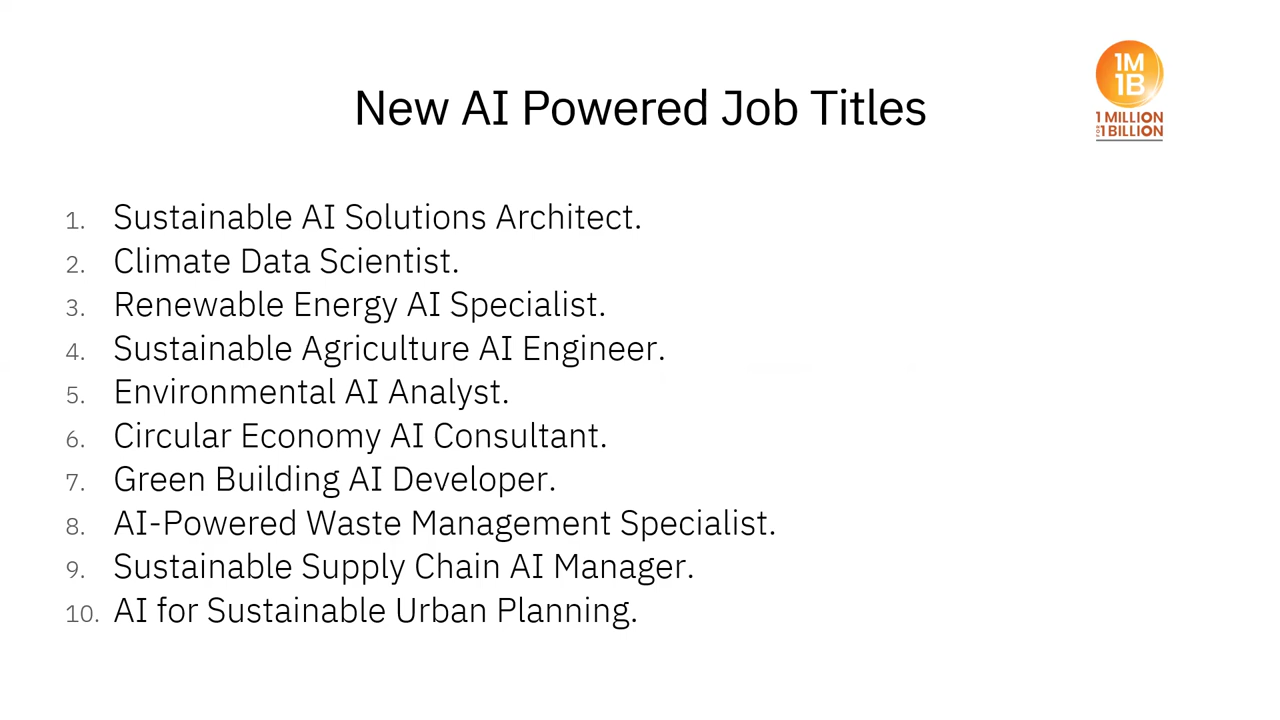 New AI Powered Job Titles
1M
1B
1 MILLION
FOR 1 BILLION
1. Sustainable AI Solutions Architect.
2. Climate Data Scientist.
3. Renewable Energy AI Specialist.
4. Sustainable Agriculture AI Engineer.
5. Environmental AI Analyst.
6. Circular Economy AI Consultant.
7. Green Building AI Developer.
8. AI-Powered Waste Management Specialist.
9. Sustainable Supply Chain AI Manager.
10. AI for Sustainable Urban Planning.